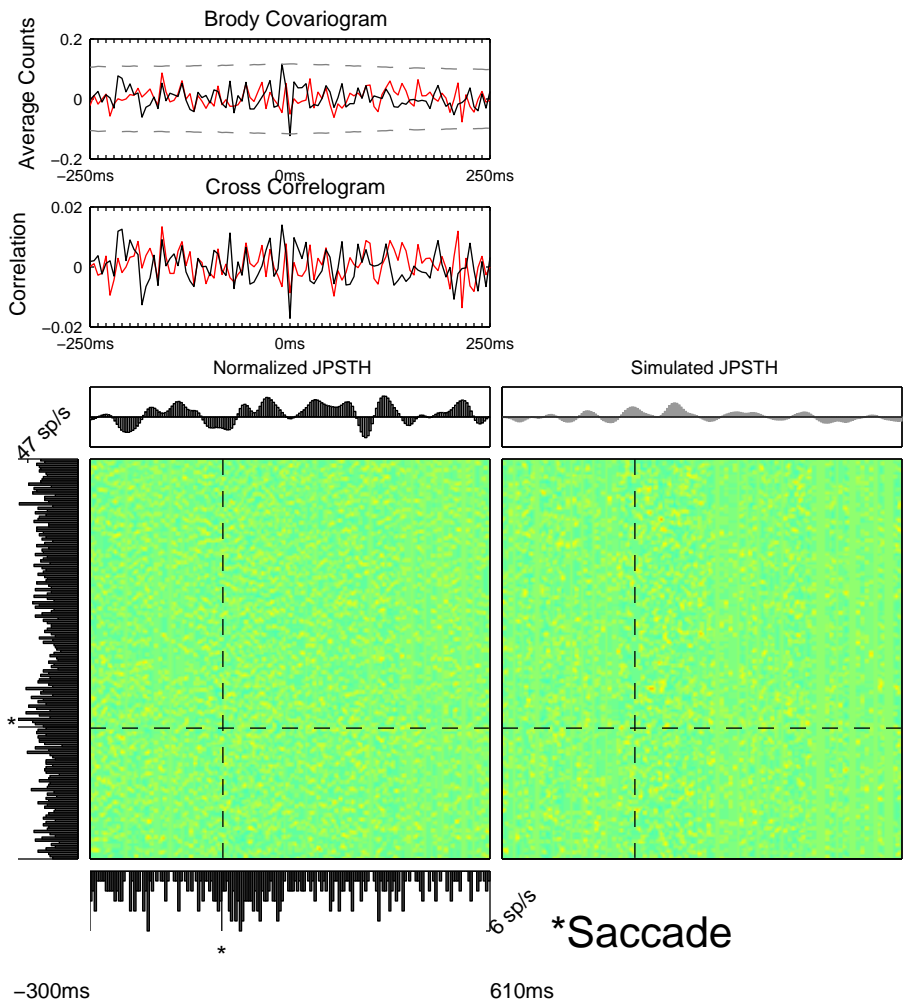 Brody Covariogram
Average Counts
0.2
0
−0.2
−250ms
0ms
250ms
Cross Correlogram
Correlation
0.02
0
−0.02
−250ms
0ms
250ms
Normalized JPSTH
Simulated JPSTH
47 sp/s
*
6 sp/s
*
*Saccade
−300ms
610ms